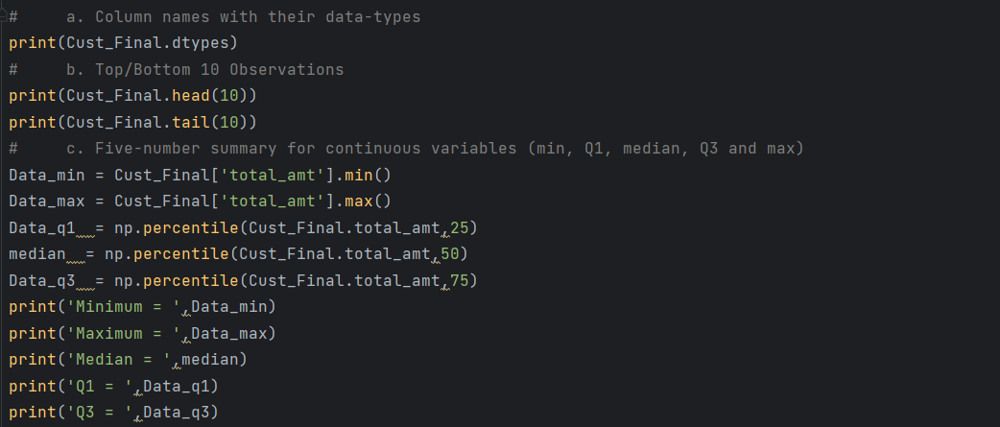 #     a. Column names with their data-types
print(Cust_Final.dtypes)
#     b. Top/Bottom 10 Observations
print(Cust_Final.head(10))
print(Cust_Final.tail(10))
#     c. Five-number summary for continuous variables (min, Q1, median, Q3 and max)
Data_min = Cust_Final['total_amt'].min()
Data_max = Cust_Final['total_amt'].max()
Data_q1  = np.percentile(Cust_Final.total_amt,25)
median  = np.percentile(Cust_Final.total_amt,50)
Data_q3  = np.percentile(Cust_Final.total_amt,75)
print('Minimum = ',Data_min)
print('Maximum = ',Data_max)
print('Median = ',median)
print('Q1 = ',Data_q1)
print('Q3 = ',Data_q3)